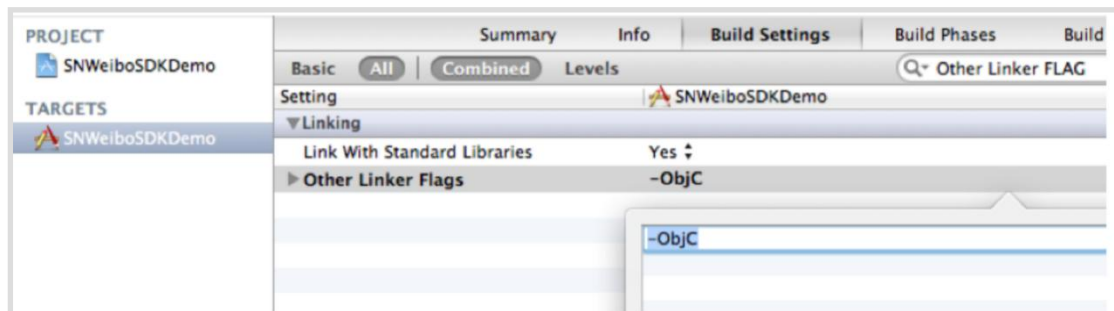 PROJECT
SNWeiboSDKDemo
TARGETS
SNWeiboSDKDemo
Summary Info Build Settings Build Phases Build
Basic All Combined Levels Other Linker FLAG
Setting SNWeiboSDKDemo
Linking
Link With Standard Libraries Yes
Other Linker Flags -ObjC
-ObjC